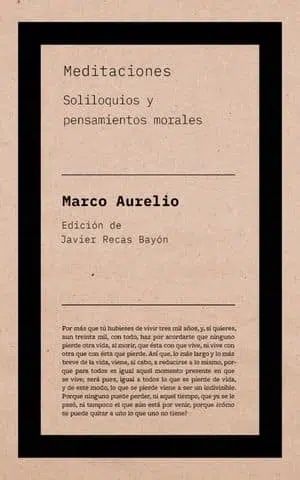 Meditaciones
Soliloquios y
pensamientos morales
Marco Aurelio
Edición de
Javier Recas Bayón
Por más que tú hubieses de vivir tres mil años, y, si quieres,
aun treinta mil, con todo, haz por acordarte que ninguno
pierde otra vida, si morir, que ésta con que vive, ni vive con
otra que con ésta que pierde. Así que, lo más largo y lo más
breve de la vida, viene, si cabo, a reducirse a lo mismo, por-
que para todos es igual aquel momento presente en que
se vive; será pues, igual a todos lo que se pierde de vida,
y de este modo, lo que se pierde viene a ser un indivisible.
Porque ninguno puede perder, ni aquel tiempo, que ya se le
pasó, ni tampoco el que aún está por venir, porque ¿cómo
se puede quitar a uno lo que uno no tiene?